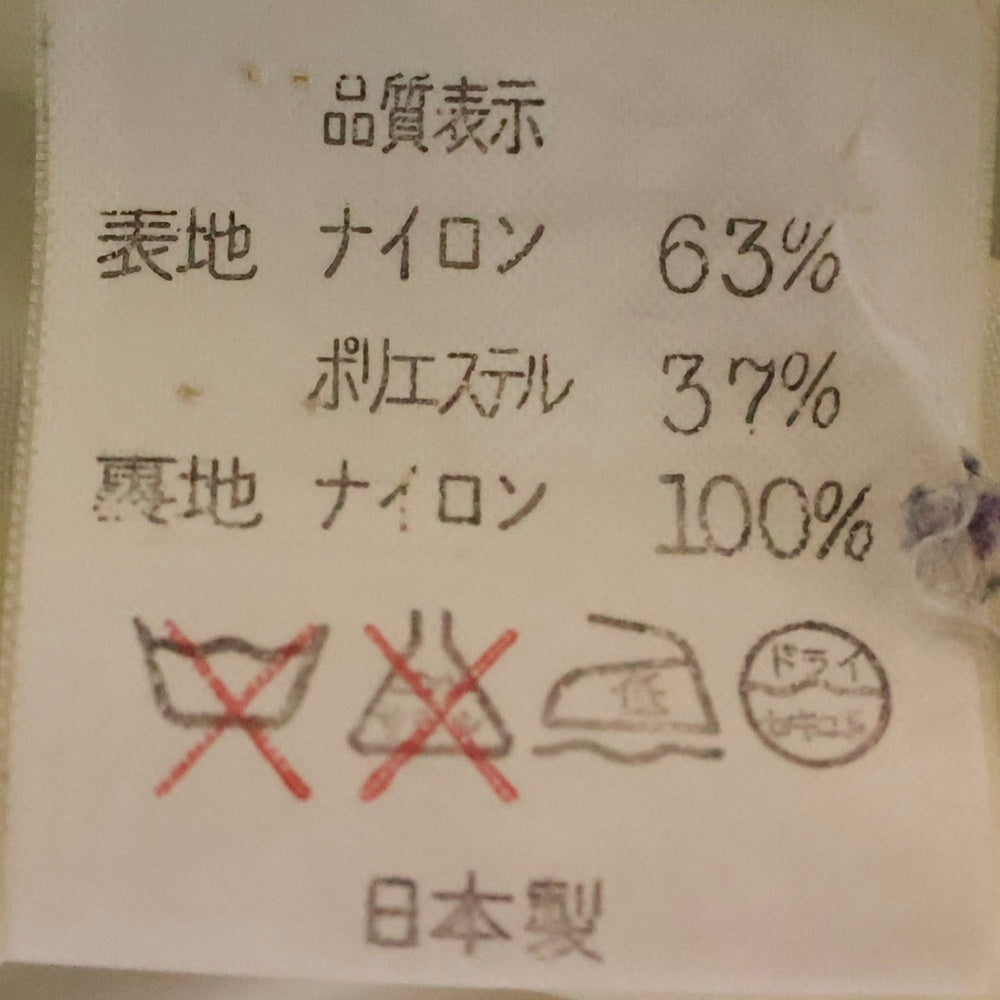 品質表示
表地 ナイロン 63%
ポリエステル 37%
裏地 ナイロン 100%
低 ドライ
日本製